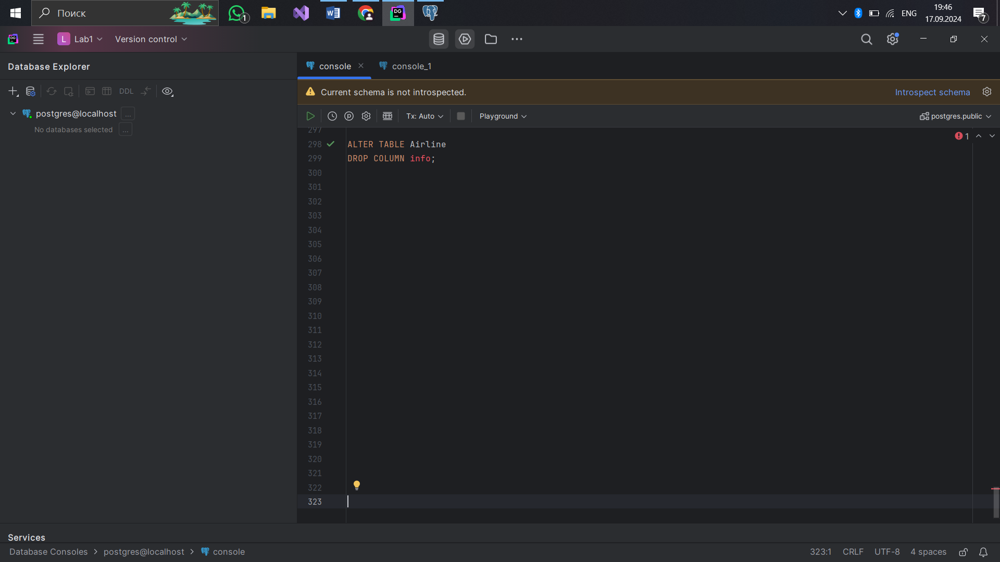 Поиск
1
ENG
19:46
17.09.2024
7
L Lab1
Version control
Database Explorer
console
console_1
DDL
Current schema is not introspected.
Introspect schema
postgres@localhost ...
No databases selected ...
Tx: Auto
Playground
postgres.public
1
297
298 ALTER TABLE Airline
299 DROP COLUMN info;
300
301
302
303
304
305
306
307
308
309
310
311
312
313
314
315
316
317
318
319
320
321
322
323
Services
Database Consoles > postgres@localhost > console
323:1 CRLF UTF-8 4 spaces